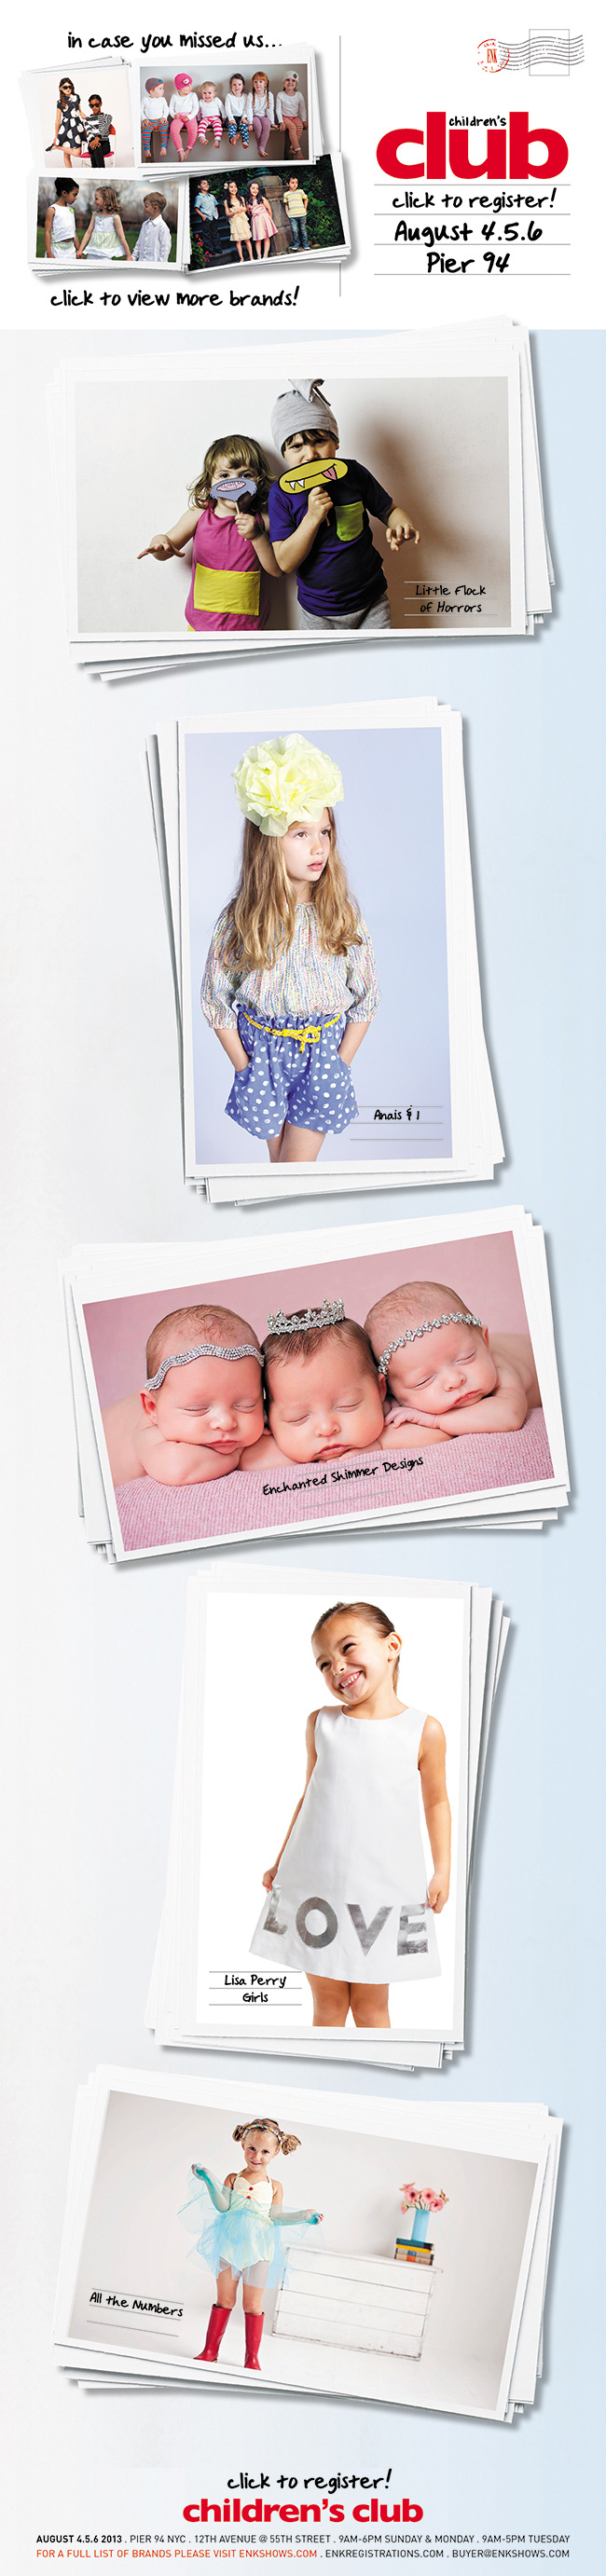 in case you missed us...
ENK
children's
club
click to register!
August 4.5.6
Pier 94
click to view more brands!
Little Flock
of Horrors
Anais & I
Enchanted Shimmer Designs
LOVE
Lisa Perry
Girls
All the Numbers
click to register!
children's club
AUGUST 4.5.6 2013 . PIER 94 NYC . 12TH AVENUE @ 55TH STREET . 9AM-6PM SUNDAY & MONDAY . 9AM-5PM TUESDAY
FOR A FULL LIST OF BRANDS PLEASE VISIT ENKSHOWS.COM . ENKREGISTRATIONS.COM . BUYER@ENKSHOWS.COM